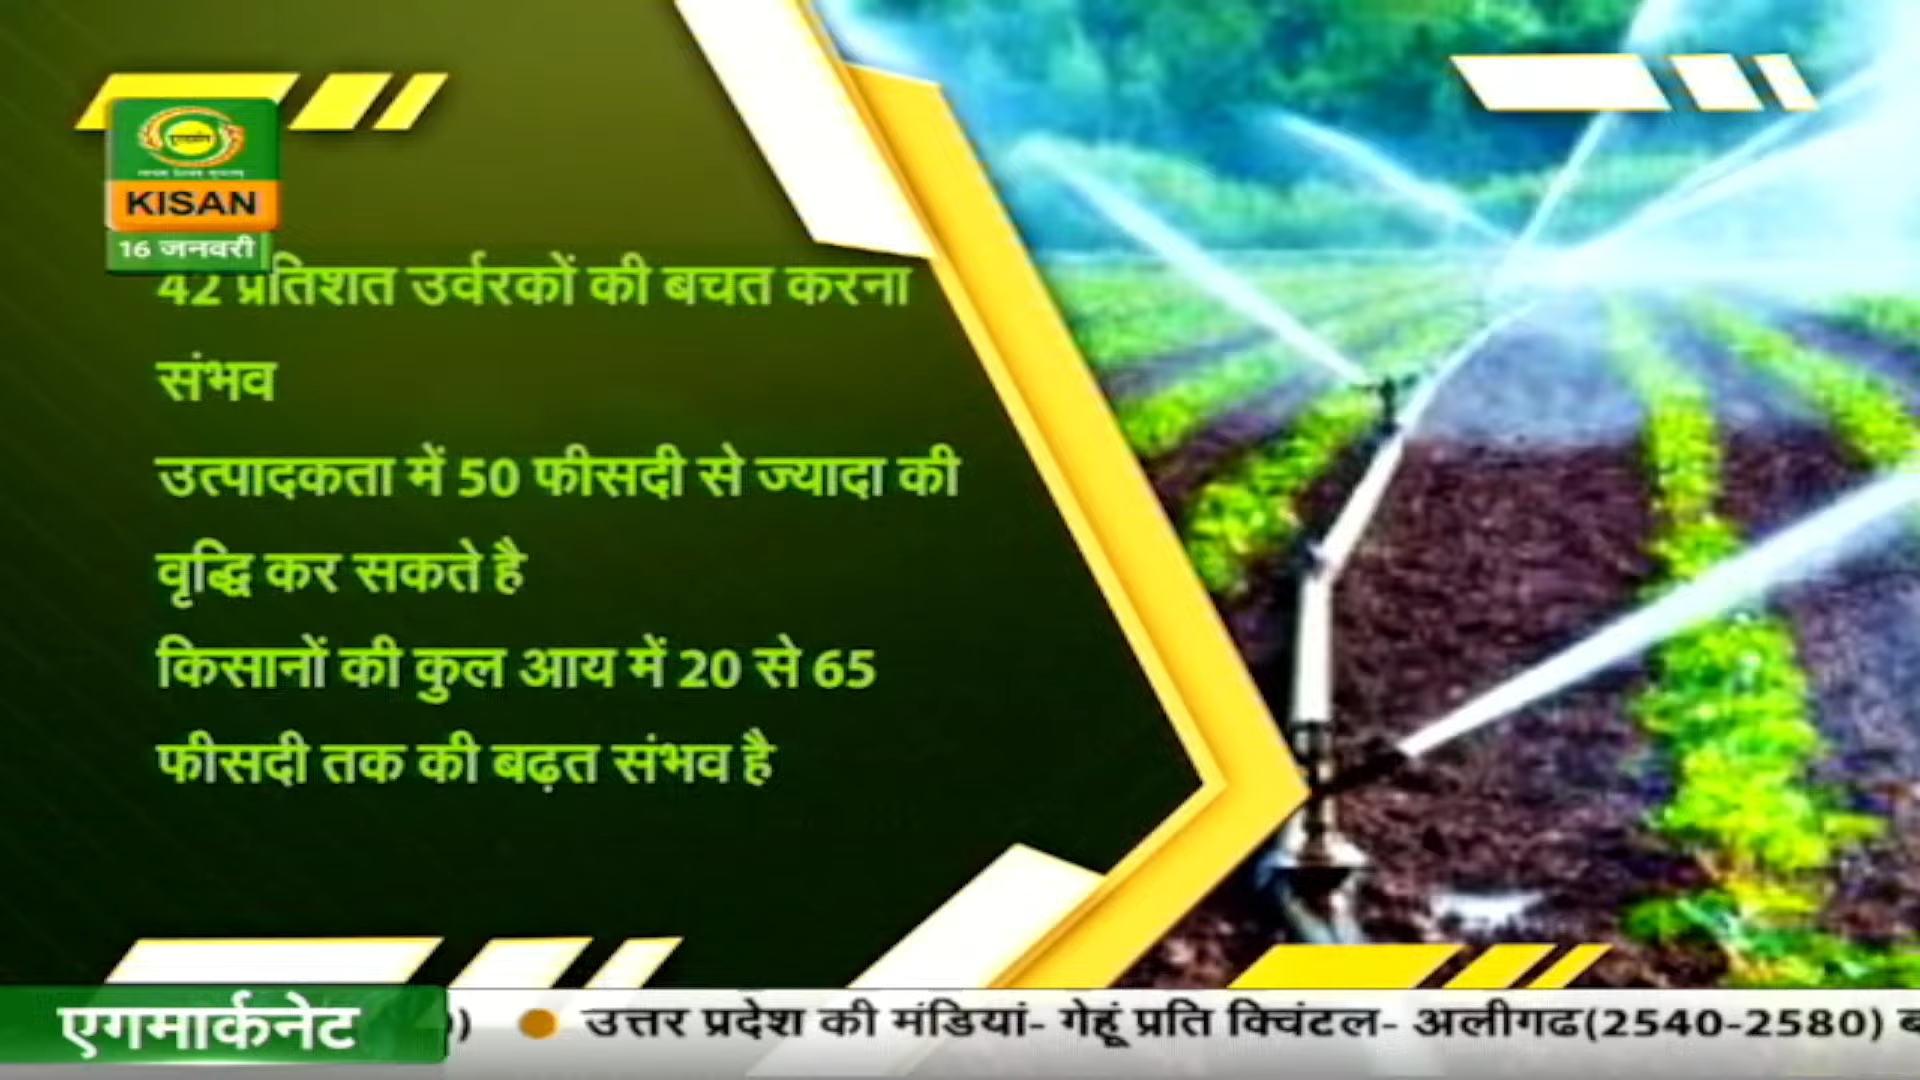 KISAN
16 जनवरी
42 प्रतिशत उर्वरकों की बचत करना
संभव
उत्पादकता में 50 फीसदी से ज्यादा की
वृद्धि कर सकते है
किसानों की कुल आय में 20 से 65
फीसदी तक की बढ़त संभव है
एगमार्कनेट
उत्तर प्रदेश की मंडियां- गेहूं प्रति क्विंटल- अलीगढ(2540-2580)